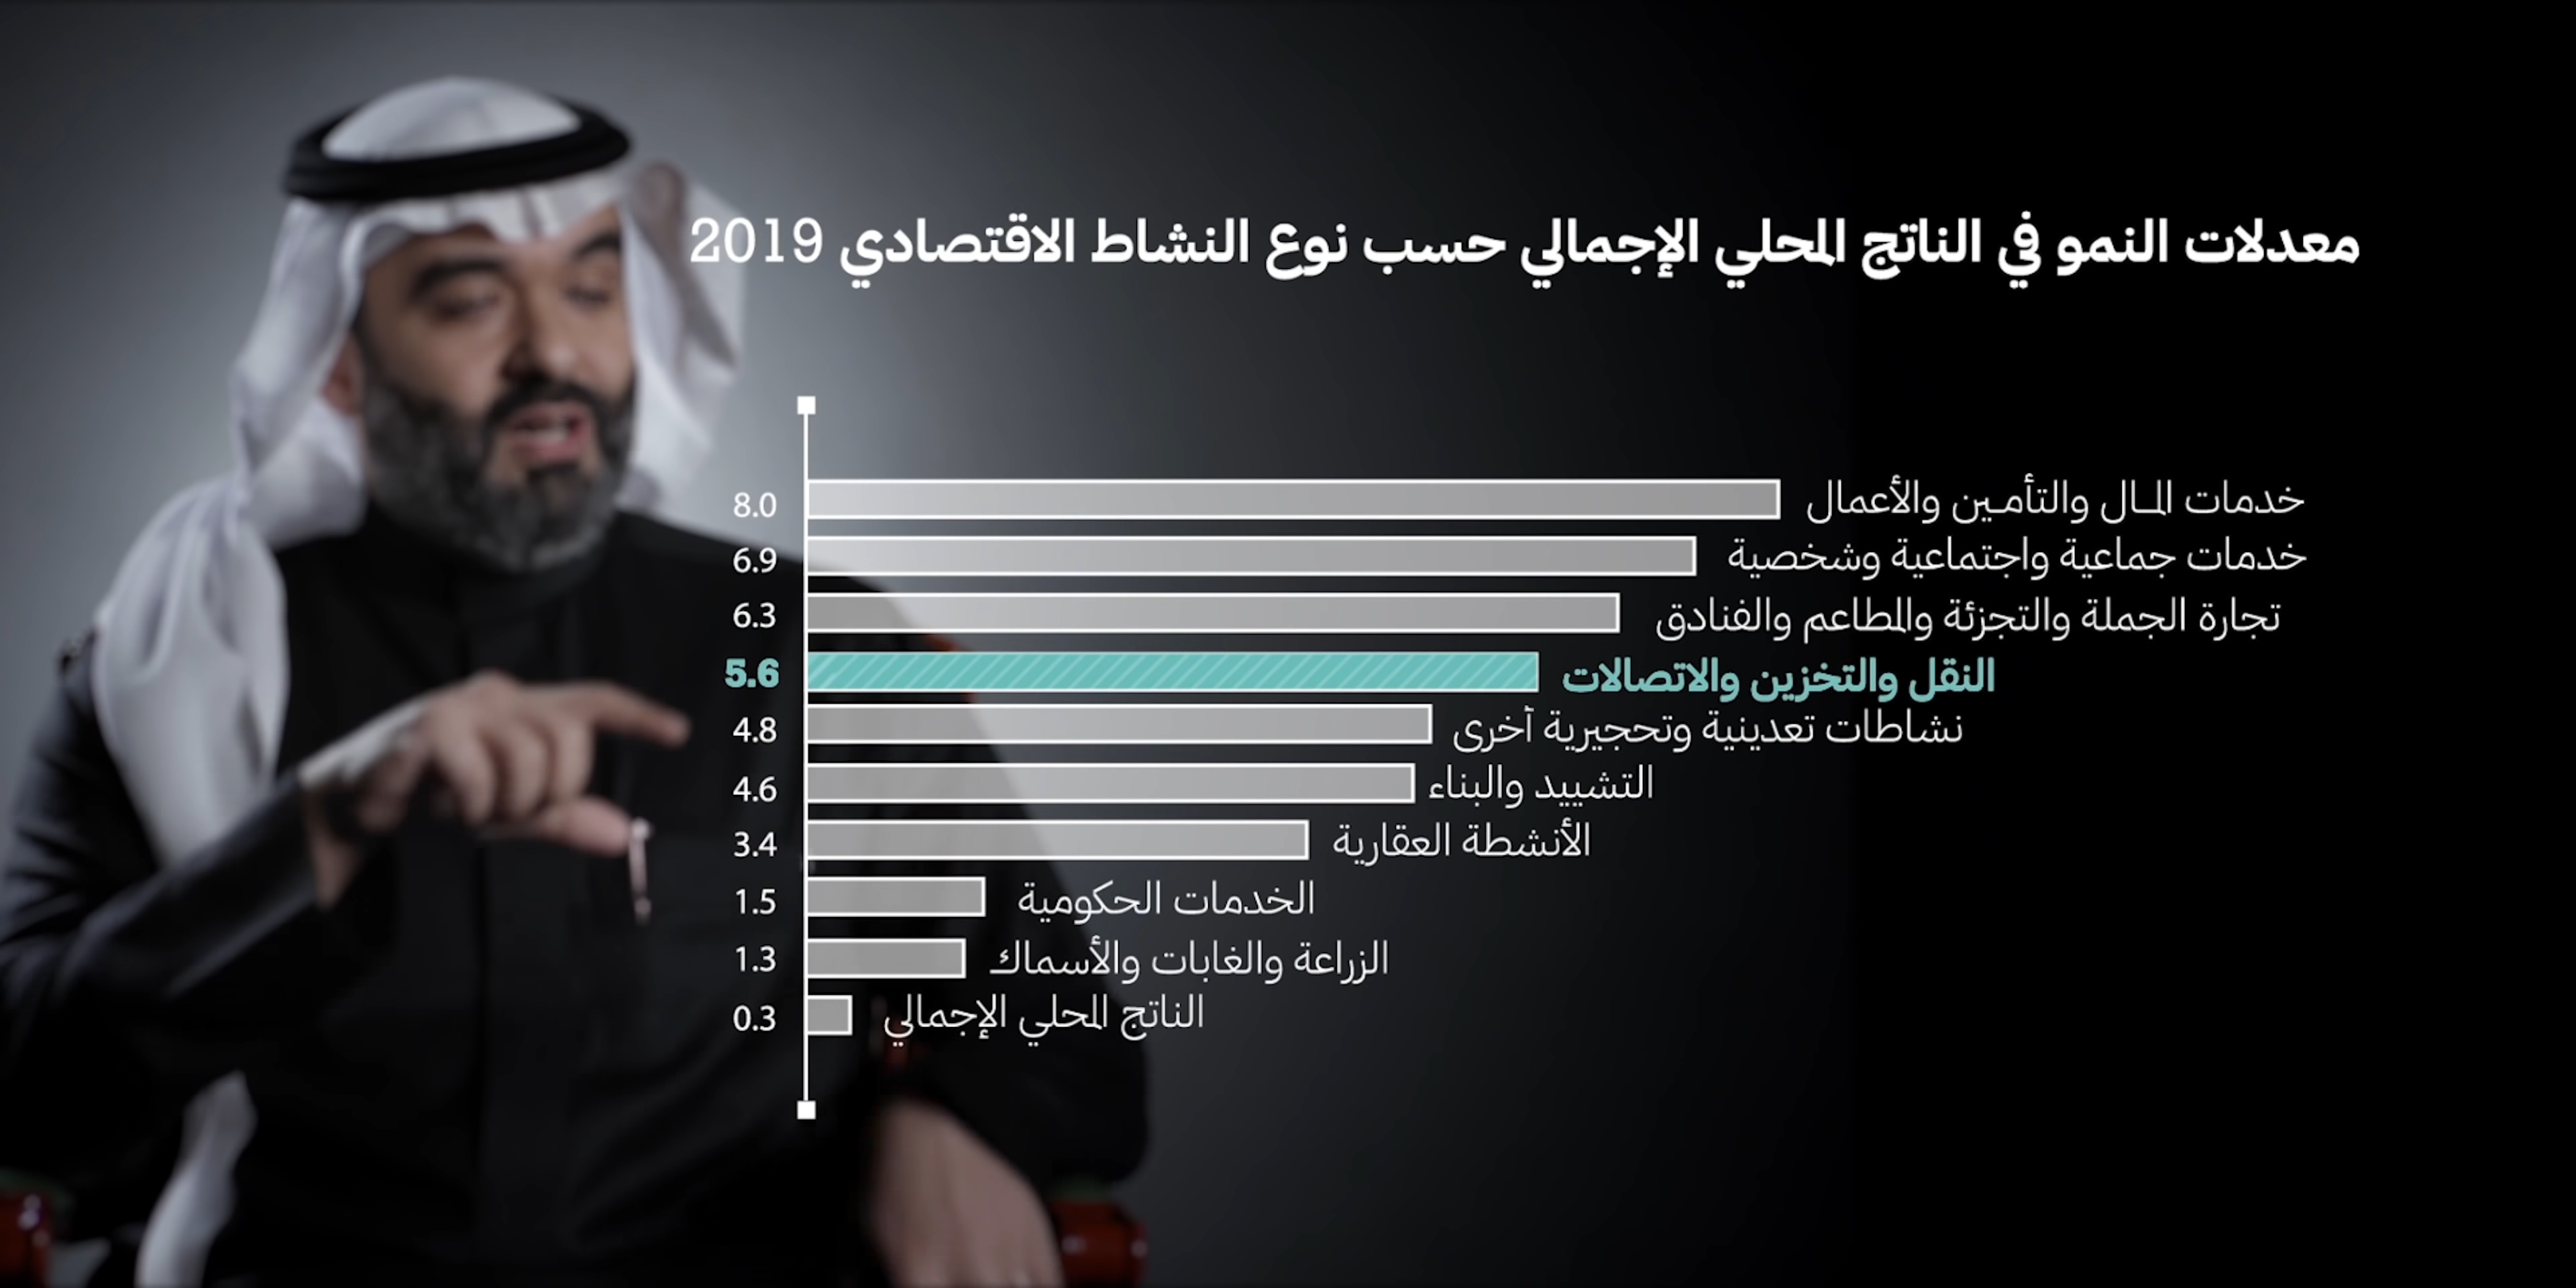 معدلات النمو في الناتج المحلي الإجمالي حسب نوع النشاط الاقتصادي 2019
خدمات المال والتأمين والأعمال 8.0
خدمات جماعية واجتماعية وشخصية 6.9
تجارة الجملة والتجزئة والمطاعم والفنادق 6.3
النقل والتخزين والاتصالات 5.6
نشاطات تعدينية وتحجيرية أخرى 4.8
التشييد والبناء 4.6
الأنشطة العقارية 3.4
الخدمات الحكومية 1.5
الزراعة والغابات والأسماك 1.3
الناتج المحلي الإجمالي 0.3